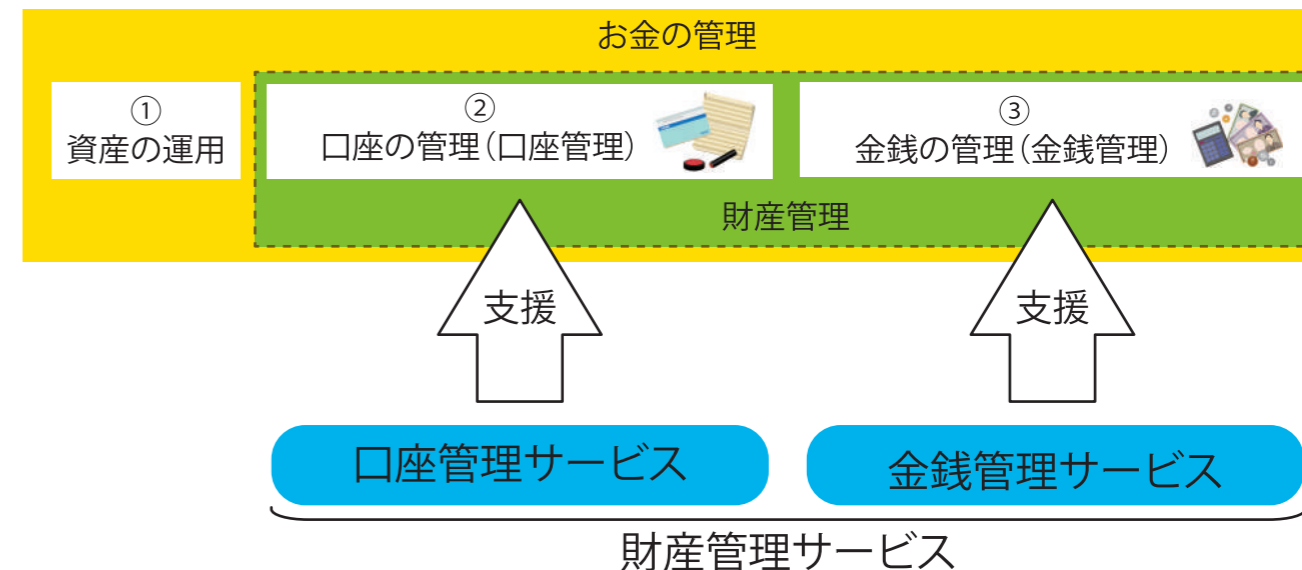 お金の管理
①
資産の運用
②
口座の管理(口座管理)
③
金銭の管理(金銭管理)
財産管理
支援
支援
口座管理サービス
金銭管理サービス
財産管理サービス